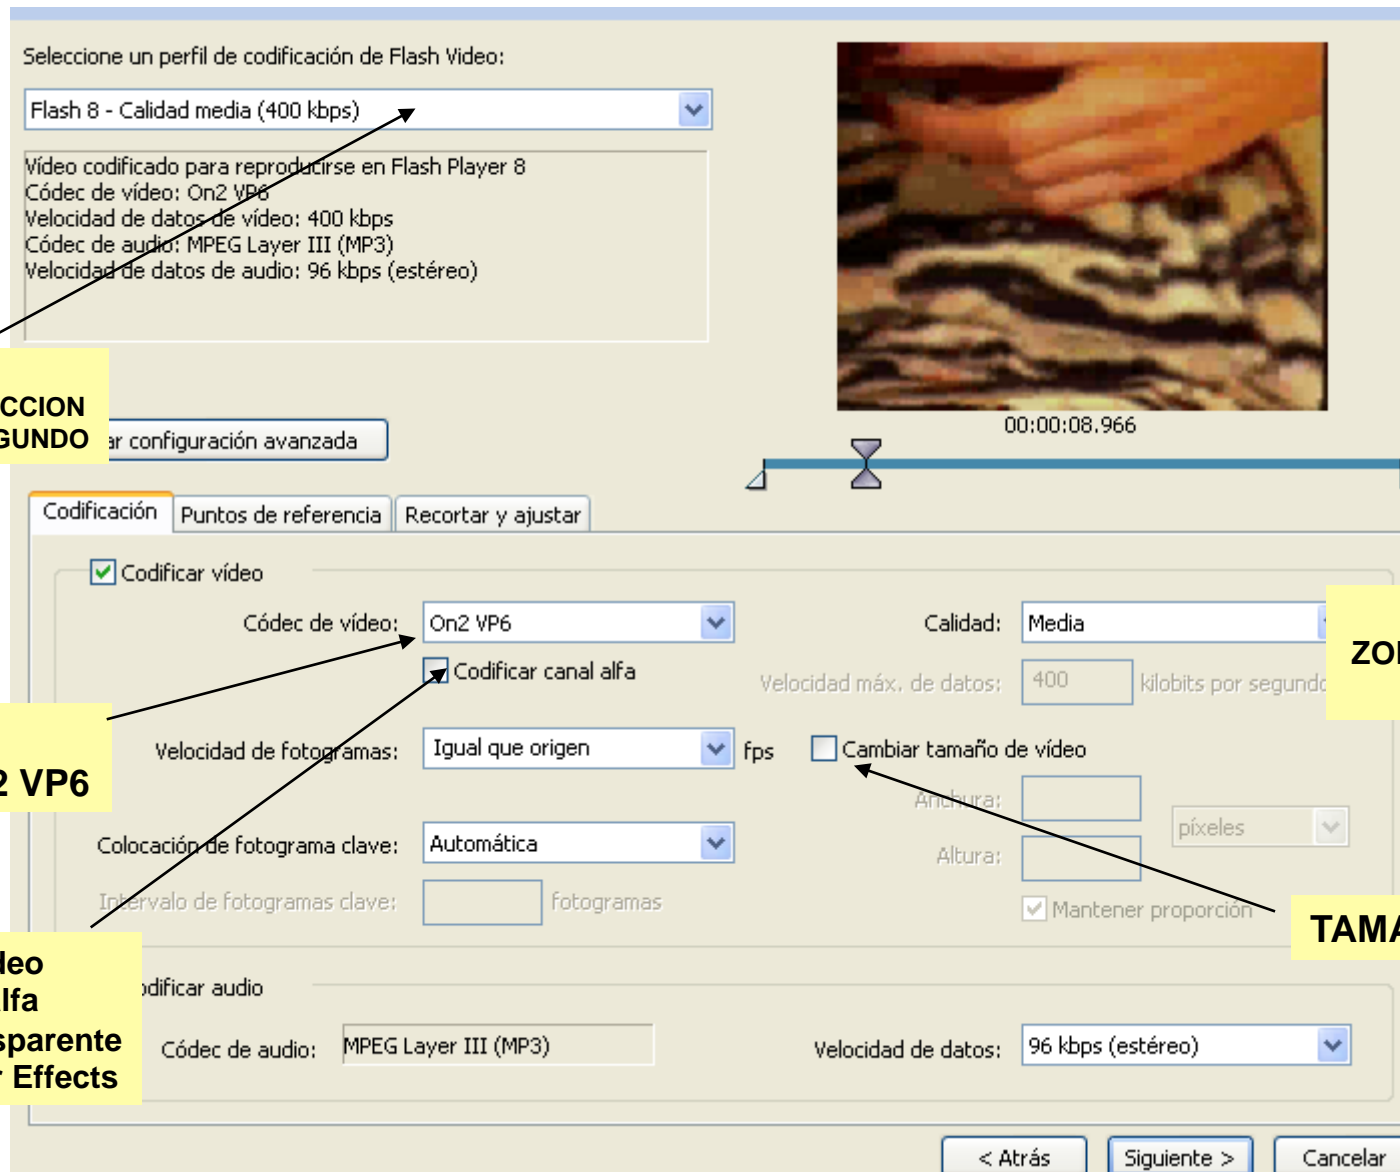 Seleccione un perfil de codificación de Flash Video:
Flash 8 - Calidad media (400 kbps)
Vídeo codificado para reproducirse en Flash Player 8
Códec de vídeo: On2 VP6
Velocidad de datos de vídeo: 400 kbps
Códec de audio: MPEG Layer III (MP3)
Velocidad de datos de audio: 96 kbps (estéreo)
00:00:08.966
CCION
GUNDO
ar configuración avanzada
Codificación Puntos de referencia Recortar y ajustar
Codificar vídeo
Códec de vídeo: On2 VP6
Calidad: Media
Codificar canal alfa
Velocidad máx. de datos: 400 kilobits por segundo
ZO
Velocidad de fotogramas: Igual que origen fps
Cambiar tamaño de vídeo
2 VP6
Anchura:
píxeles
Colocación de fotograma clave: Automática
Altura:
Intervalo de fotogramas clave: fotogramas
Mantener proporción
TAMA
deo
lfa
sparente
r Effects
odificar audio
Códec de audio: MPEG Layer III (MP3)
Velocidad de datos: 96 kbps (estéreo)
< Atrás Siguiente > Cancelar